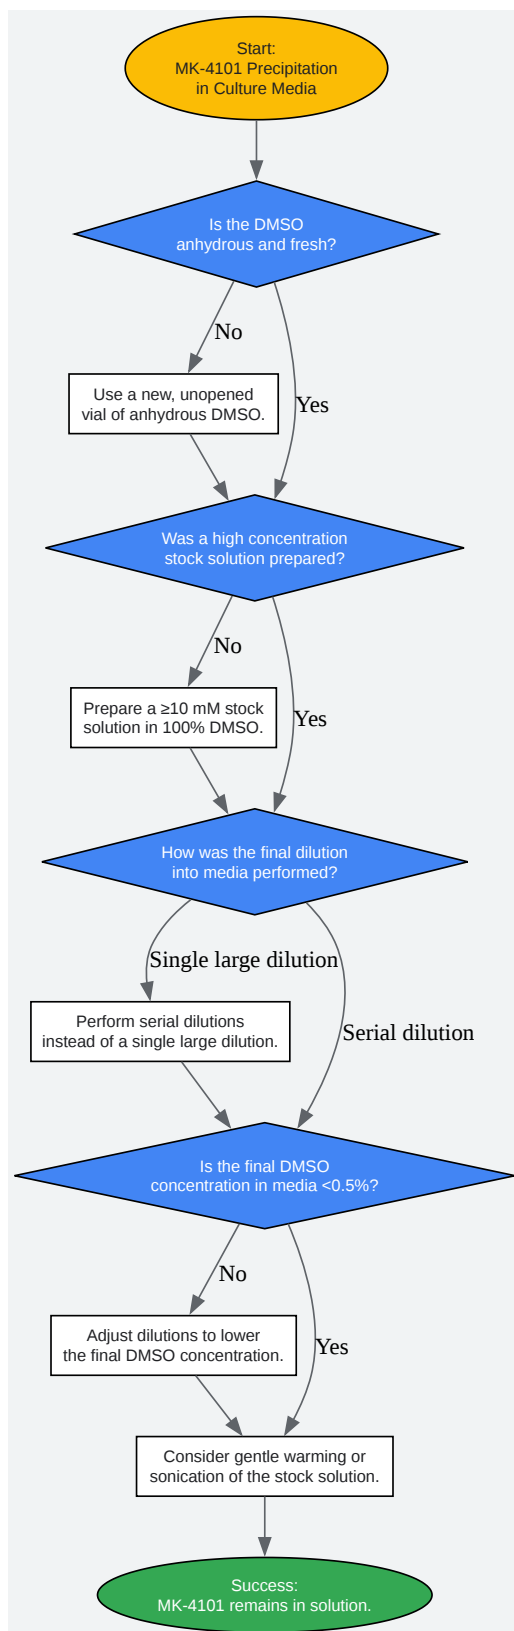 Start:
MK-4101 Precipitation
in Culture Media
Is the DMSO
anhydrous and fresh?
No
Yes
Use a new, unopened
vial of anhydrous DMSO.
Was a high concentration
stock solution prepared?
No
Yes
Prepare a ≥10 mM stock
solution in 100% DMSO.
How was the final dilution
into media performed?
Single large dilution
Serial dilution
Perform serial dilutions
instead of a single large dilution.
Is the final DMSO
concentration in media <0.5%?
No
Yes
Adjust dilutions to lower
the final DMSO concentration.
Consider gentle warming or
sonication of the stock solution.
Success:
MK-4101 remains in solution.